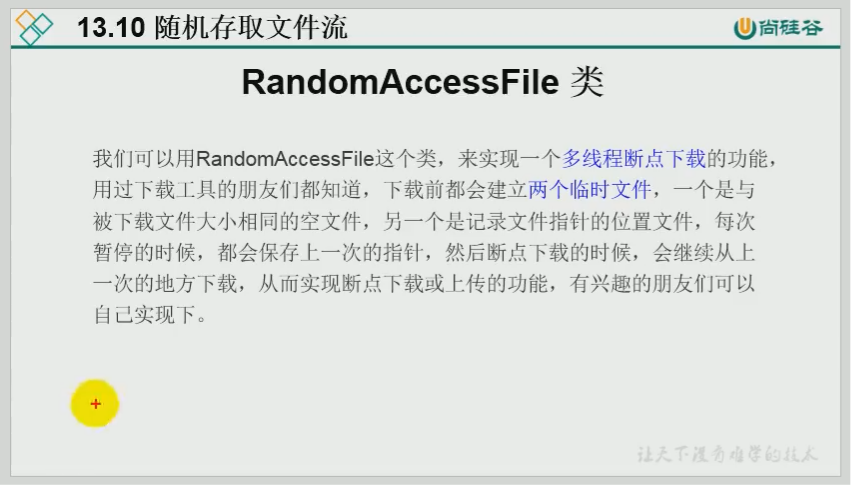 13.10 随机存取文件流
尚硅谷
RandomAccessFile 类
我们可以用RandomAccessFile这个类，来实现一个多线程断点下载的功能，
用过下载工具的朋友们都知道，下载前都会建立两个临时文件，一个是与
被下载文件大小相同的空文件，另一个是记录文件指针的位置文件，每次
暂停的时候，都会保存上一次的指针，然后断点下载的时候，会继续从上
一次的地方下载，从而实现断点下载或上传的功能，有兴趣的朋友们可以
自己实现下。
让天下没有难学的技术